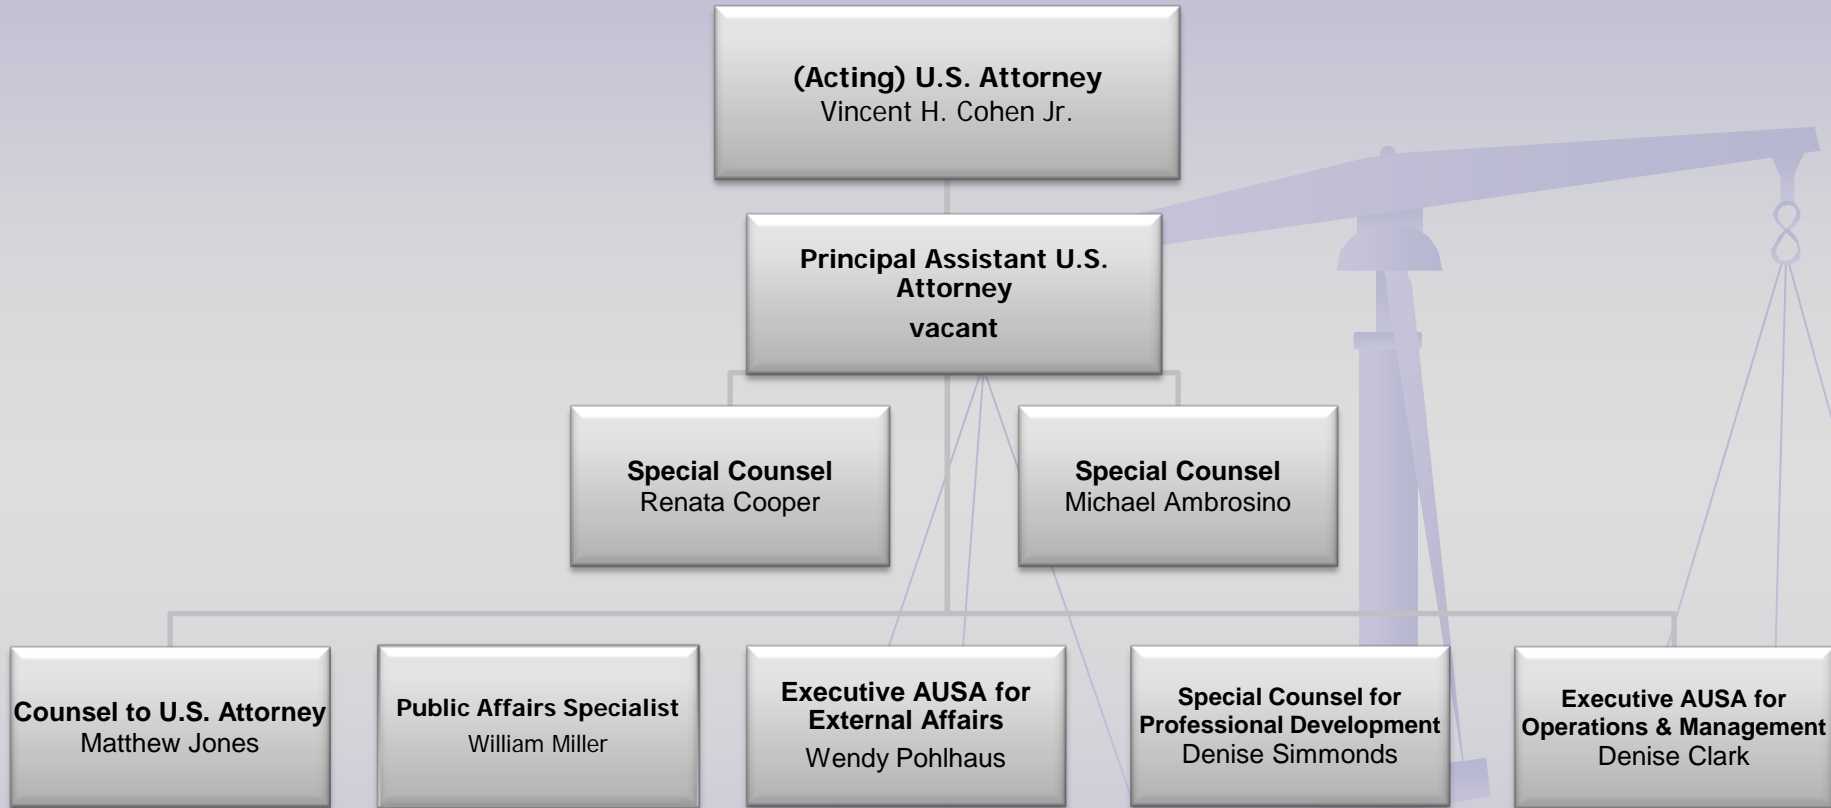 (Acting) U.S. Attorney
Vincent H. Cohen Jr.
Principal Assistant U.S.
Attorney
vacant
Special Counsel
Renata Cooper
Special Counsel
Michael Ambrosino
Counsel to U.S. Attorney
Matthew Jones
Public Affairs Specialist
William Miller
Executive AUSA for
External Affairs
Wendy Pohlhaus
Special Counsel for
Professional Development
Denise Simmonds
Executive AUSA for
Operations & Management
Denise Clark